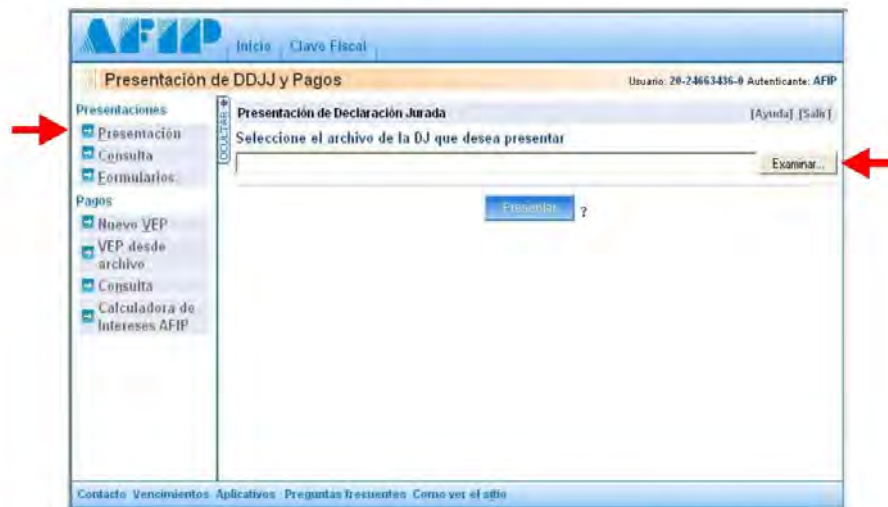 AFIP
Inicio Clave Fiscal
Presentación de DDJJ y Pagos
Usuario: 20-24663436-0 Autenticante: AFIP
Presentaciones
Presentación
Consulta
Formularios
Pagos
Nuevo VEP
VEP desde
archivo
Consulta
Calculadora de
Intereses AFIP
OCULTAR
Presentación de Declaración Jurada
[Ayuda] [Salir]
Seleccione el archivo de la DJ que desea presentar
Examinar...
Presentar ?
Contacto Vencimientos Aplicativos Preguntas frecuentes Como ver el sitio